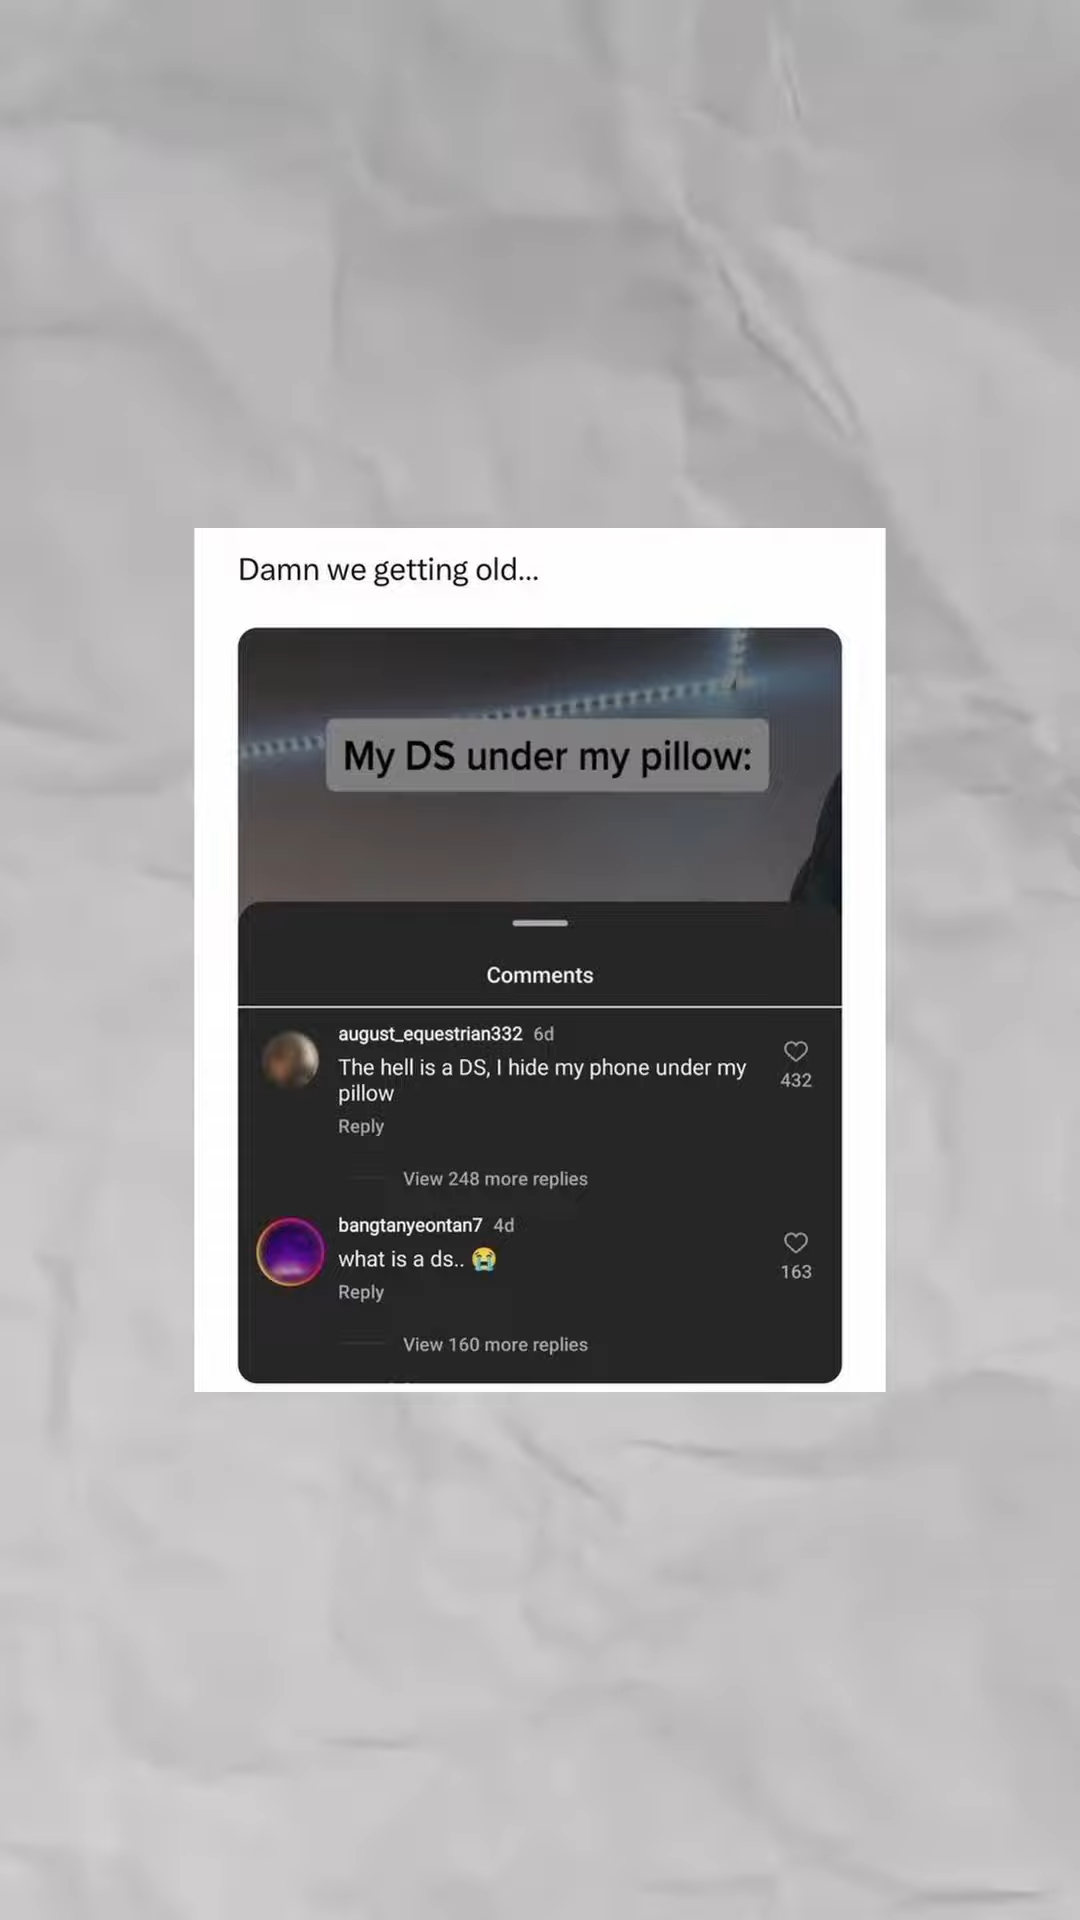 Damn we getting old...
My DS under my pillow:
Comments
august_equestrian332 6d
The hell is a DS, I hide my phone under my
pillow
432
Reply
View 248 more replies
bangtanyeontan7 4d
what is a ds.. 😭
163
Reply
View 160 more replies